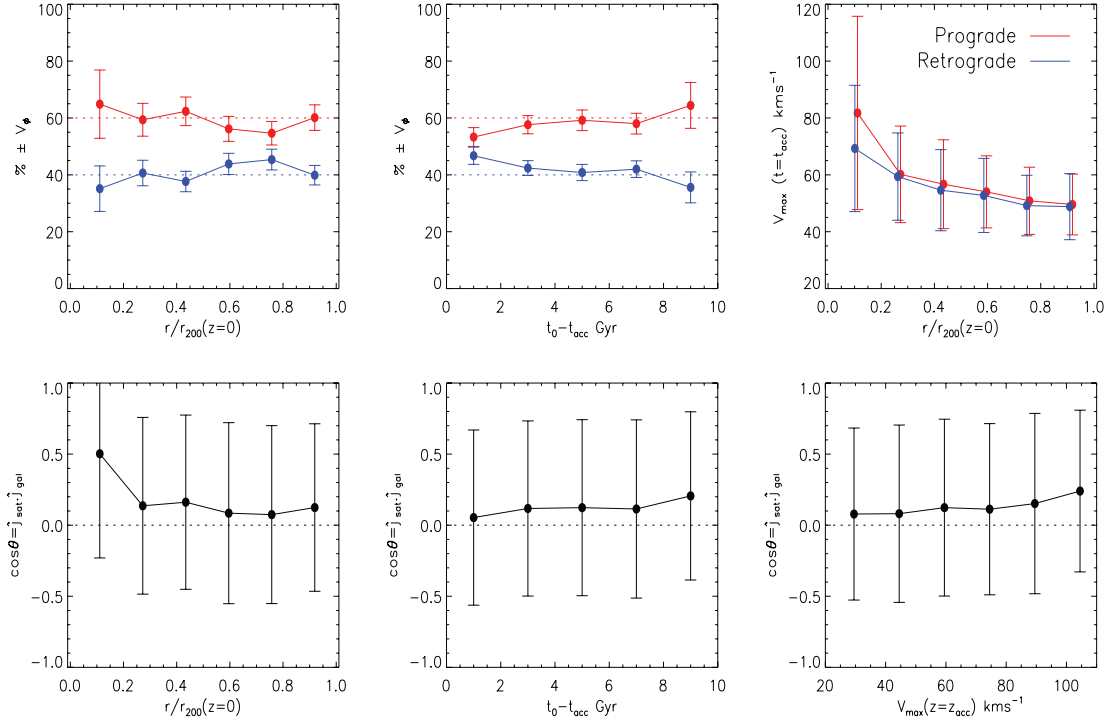 100
80
60
40
20
0
% ± Vϕ
0.0 0.2 0.4 0.6 0.8 1.0
r/r₂₀₀(z=0)
100
80
60
40
20
0
% ± Vϕ
0 2 4 6 8 10
t₀−tacc Gyr
120
100
80
60
40
20
Vmax (t=tacc) kms⁻¹
Prograde
Retrograde
0.0 0.2 0.4 0.6 0.8 1.0
r/r₂₀₀(z=0)
1.0
0.5
0.0
-0.5
-1.0
cosθ=ĵsat.ĵgal
0.0 0.2 0.4 0.6 0.8 1.0
r/r₂₀₀(z=0)
1.0
0.5
0.0
-0.5
-1.0
cosθ=ĵsat.ĵgal
0 2 4 6 8 10
t₀−tacc Gyr
1.0
0.5
0.0
-0.5
-1.0
cosθ=ĵsat.ĵgal
20 40 60 80 100
Vmax(z=zacc) kms⁻¹